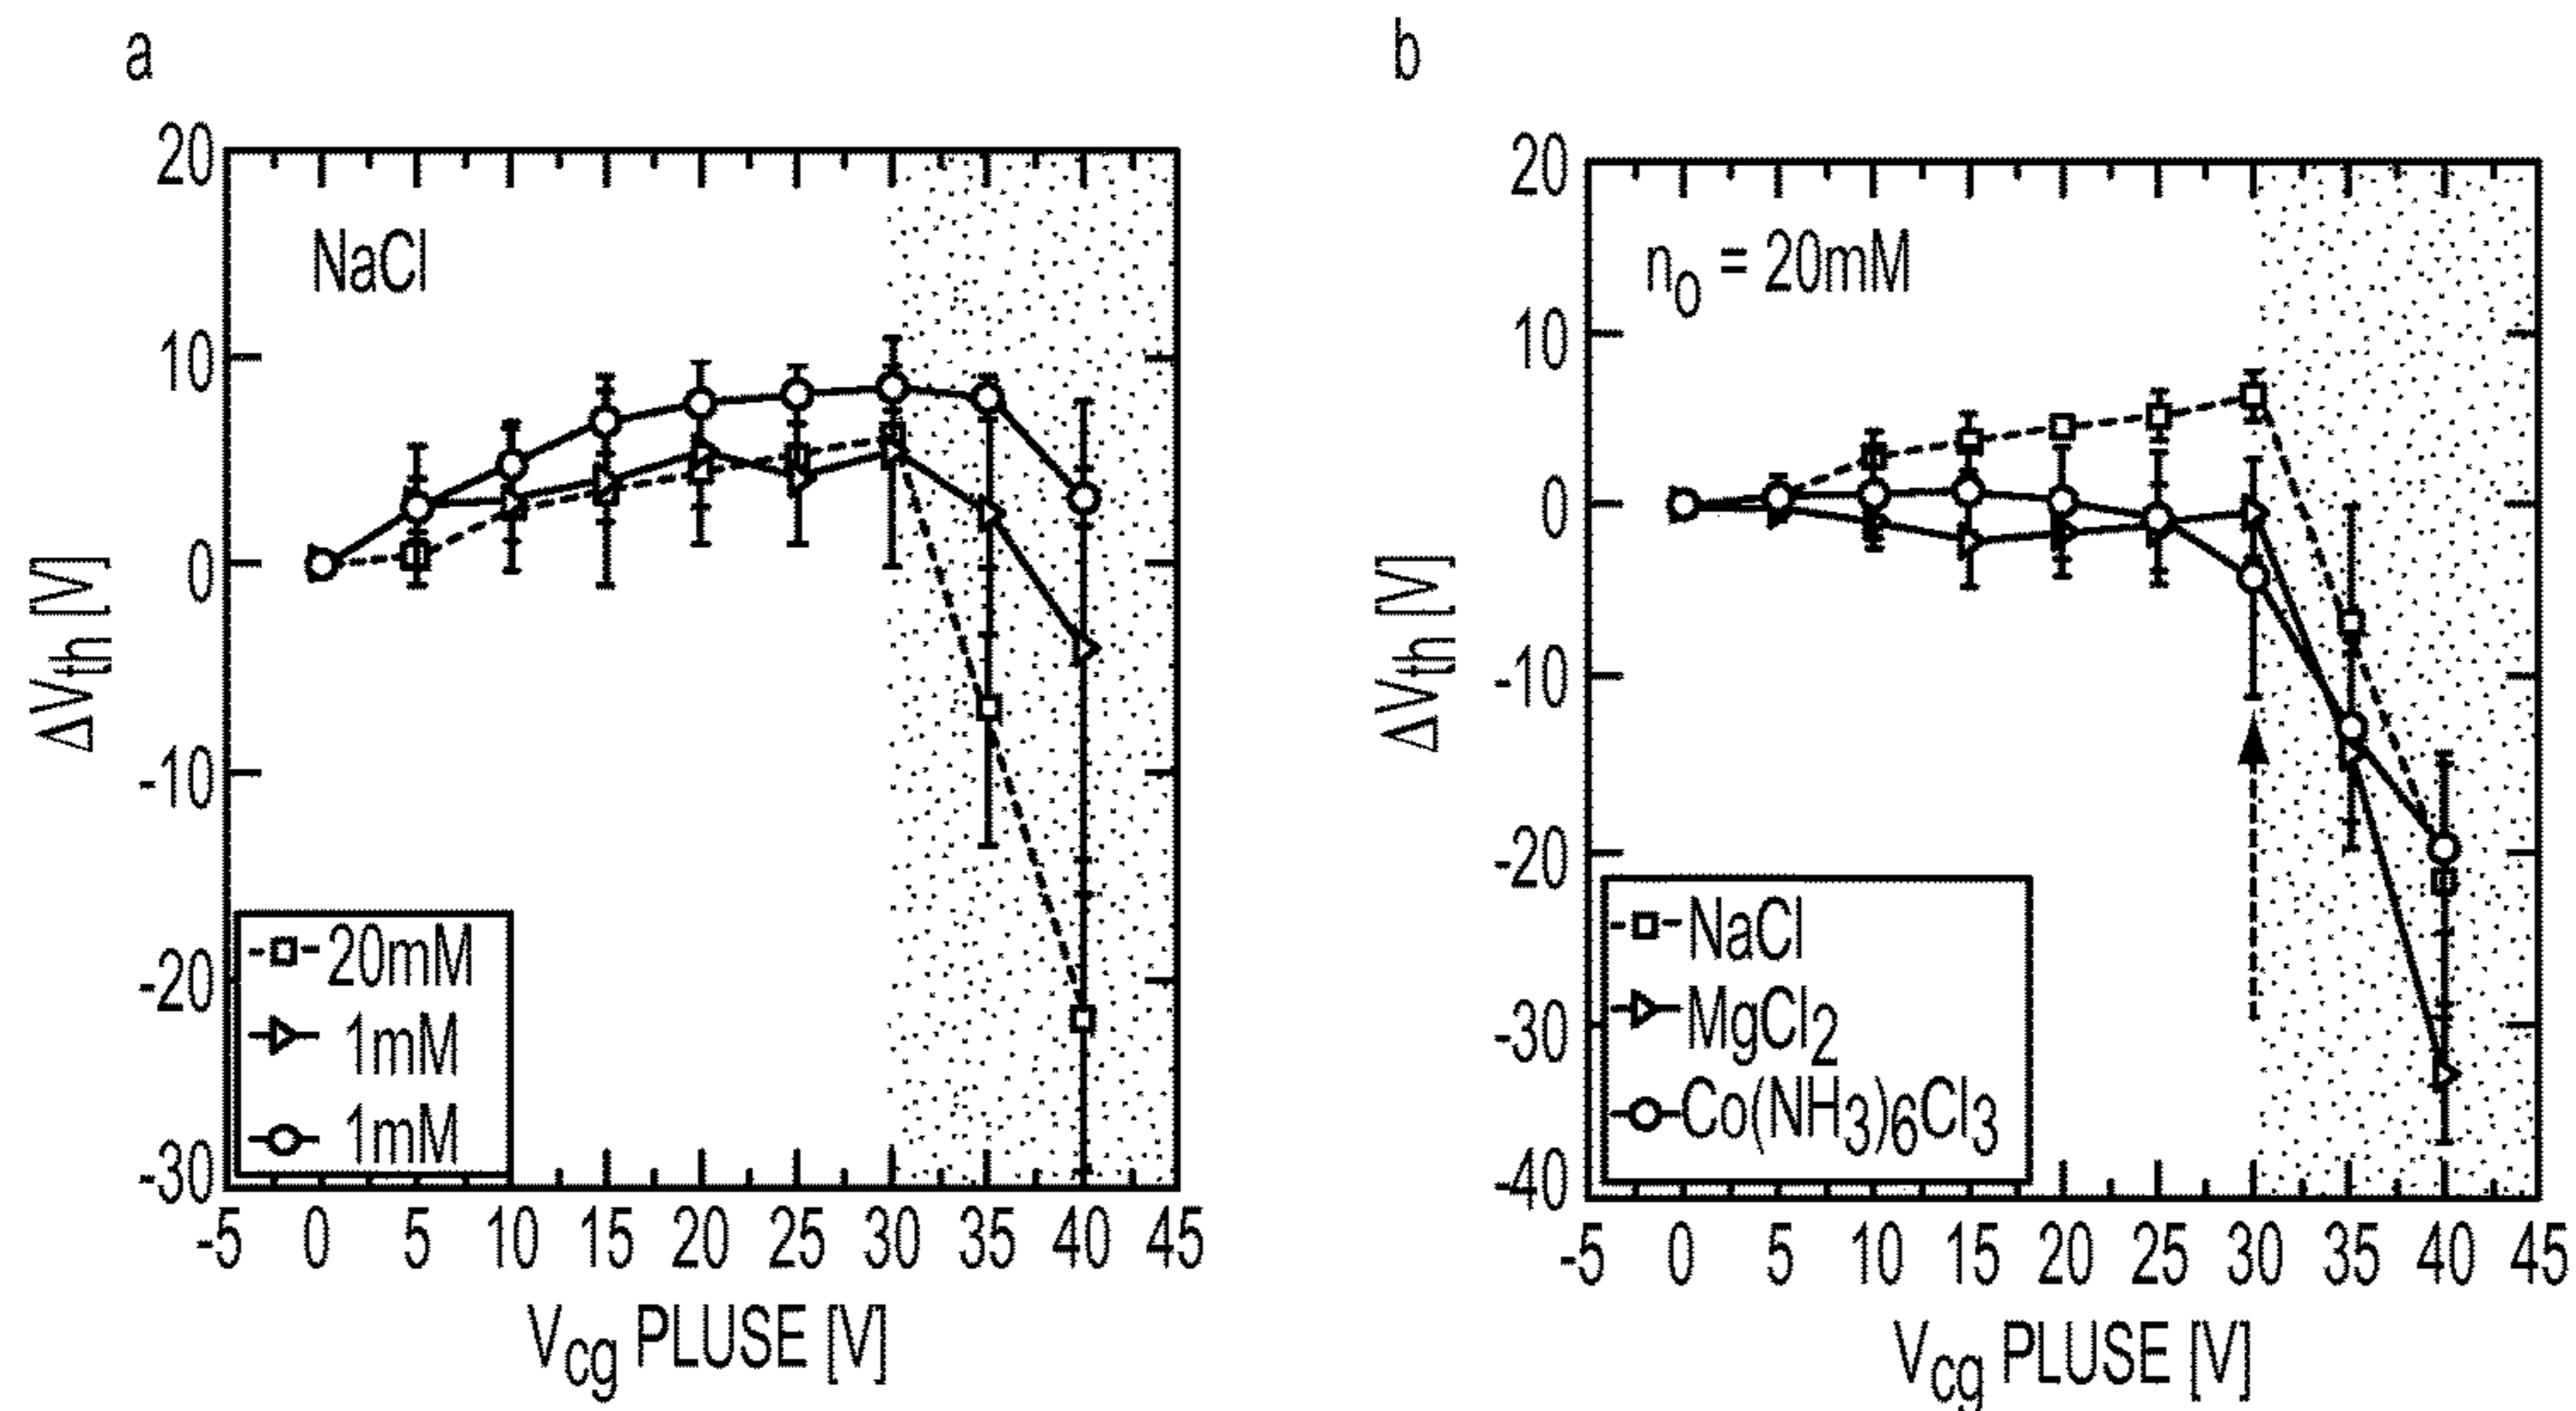 a
20
10
0
-10
-20
-30
ΔVth [V]
NaCl
20mM
1mM
1mM
-5 0 5 10 15 20 25 30 35 40 45
Vcg PLUSE [V]
b
20
10
0
-10
-20
-30
-40
ΔVth [V]
n0 = 20mM
NaCl
MgCl2
Co(NH3)6Cl3
-5 0 5 10 15 20 25 30 35 40 45
Vcg PLUSE [V]